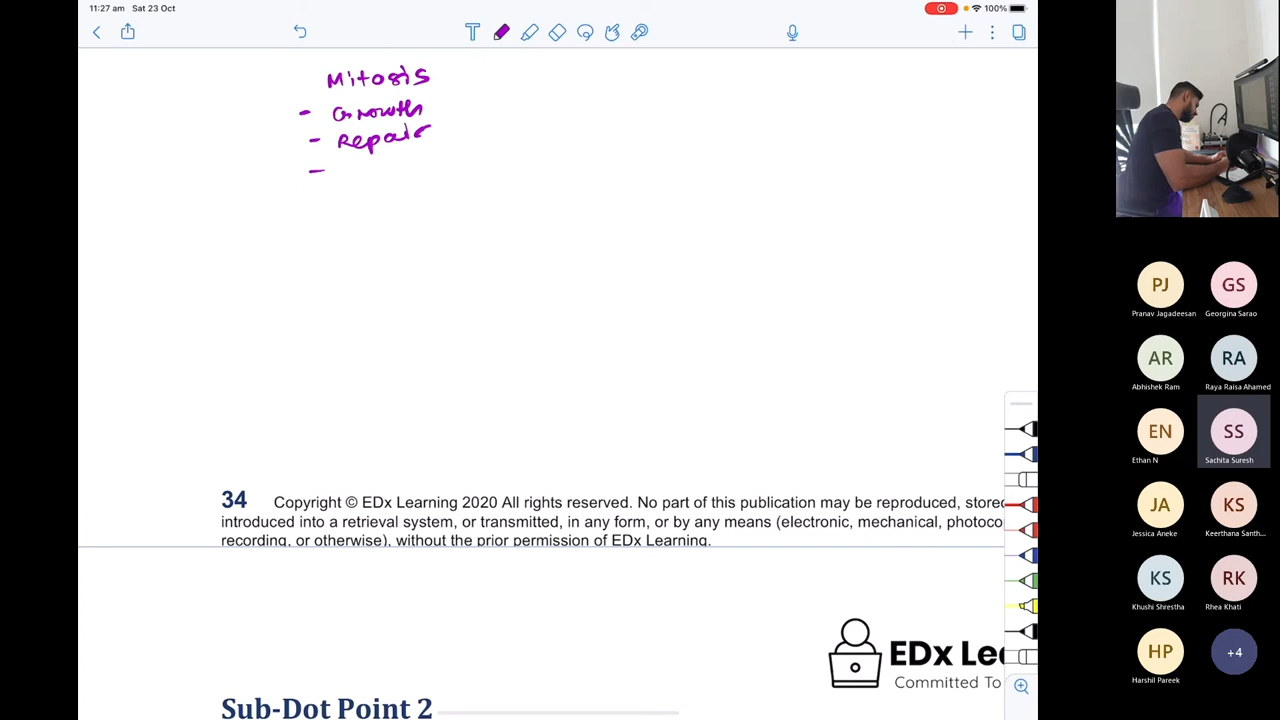 11:27 am Sat 23 Oct
100%
T
Mitosis
- Growth
- Repair
-
34 Copyright © EDx Learning 2020 All rights reserved. No part of this publication may be reproduced, store
introduced into a retrieval system, or transmitted, in any form, or by any means (electronic, mechanical, photoco
recording, or otherwise), without the prior permission of EDx Learning.
EDx Lea
Committed To
Sub-Dot Point 2
PJ GS
Pranav Jagadeesan Georgina Sarao
AR RA
Abhishek Ram Raya Raisa Ahamed
EN SS
Ethan N Sachita Suresh
JA KS
Jessica Aneke Keerthana Santh...
KS RK
Khushi Shrestha Rhea Khati
HP +4
Harshil Pareek